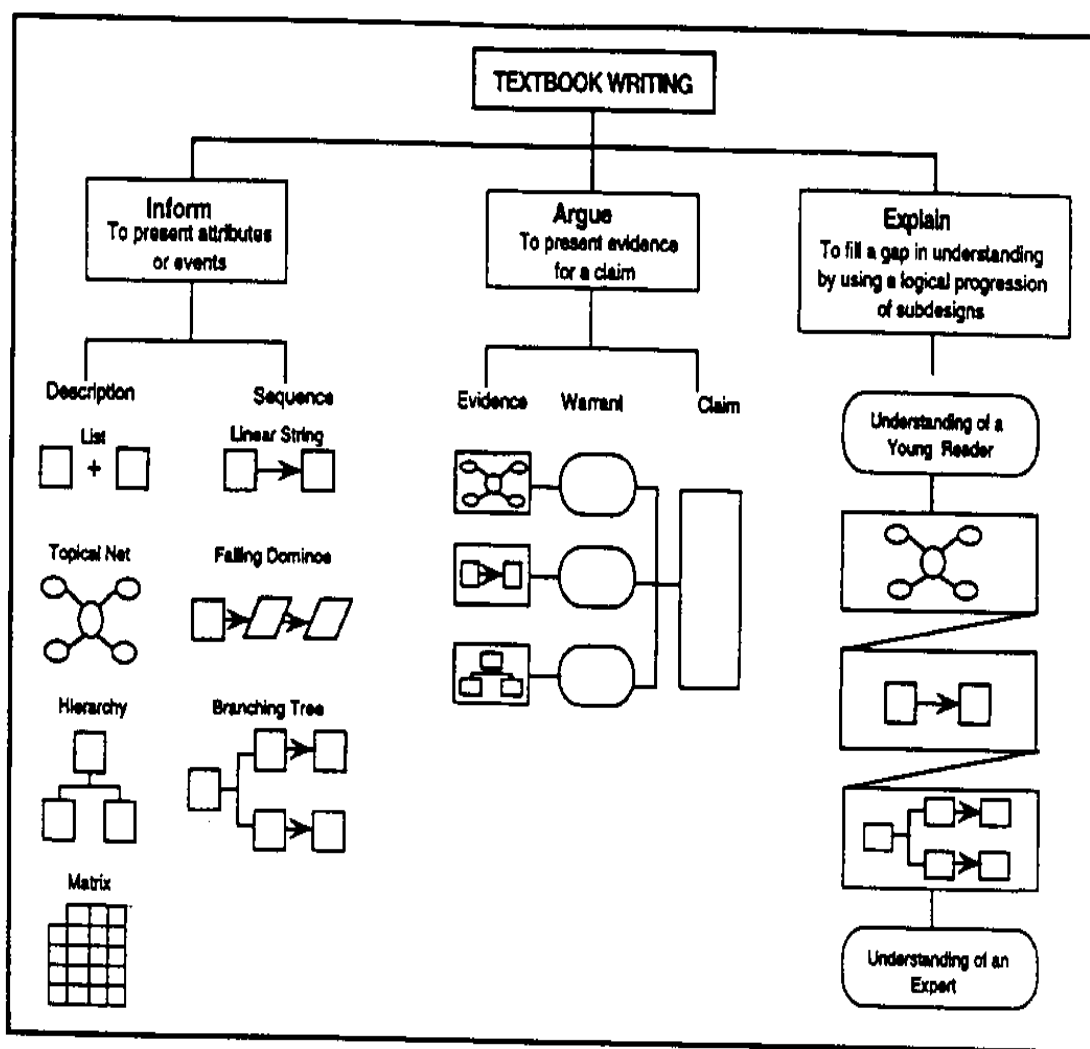 TEXTBOOK WRITING
Inform
To present attributes
or events
Argue
To present evidence
for a claim
Explain
To fill a gap in understanding
by using a logical progression
of subdesigns
Description
Sequence
List
+
Linear String
Topical Net
Falling Dominoe
Hierarchy
Branching Tree
Matrix
Evidence
Warrant
Claim
Understanding of a
Young Reader
Understanding of an
Expert